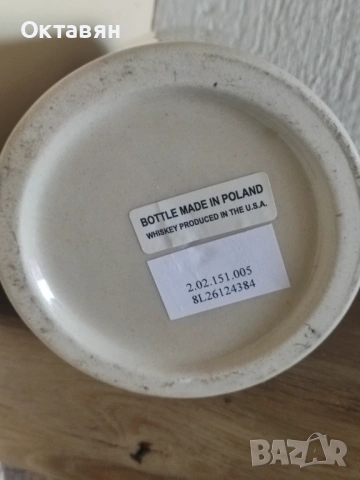 Октавян
BOTTLE MADE IN POLAND
WHISKEY PRODUCED IN THE U.S.A.
2.02.151.005
8L26124384
BAZAR